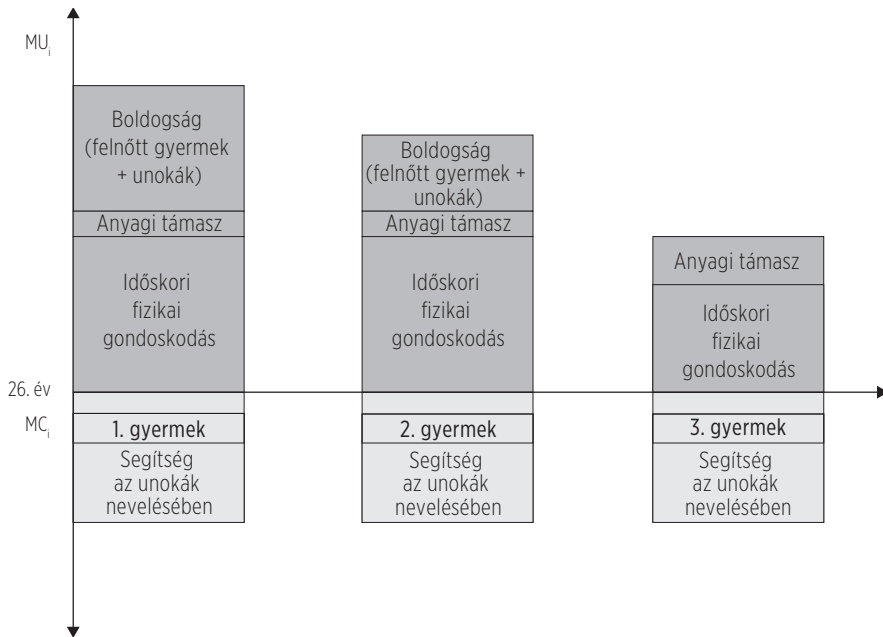 MUi
Boldogság
(felnőtt gyermek
+ unokák)
Anyagi támasz
Időskori
fizikai
gondoskodás
Boldogság
(felnőtt gyermek +
unokák)
Anyagi támasz
Időskori
fizikai
gondoskodás
Anyagi támasz
Időskori
fizikai
gondoskodás
26. év
MCi
1. gyermek
Segítség
az unokák
nevelésében
2. gyermek
Segítség
az unokák
nevelésében
3. gyermek
Segítség
az unokák
nevelésében